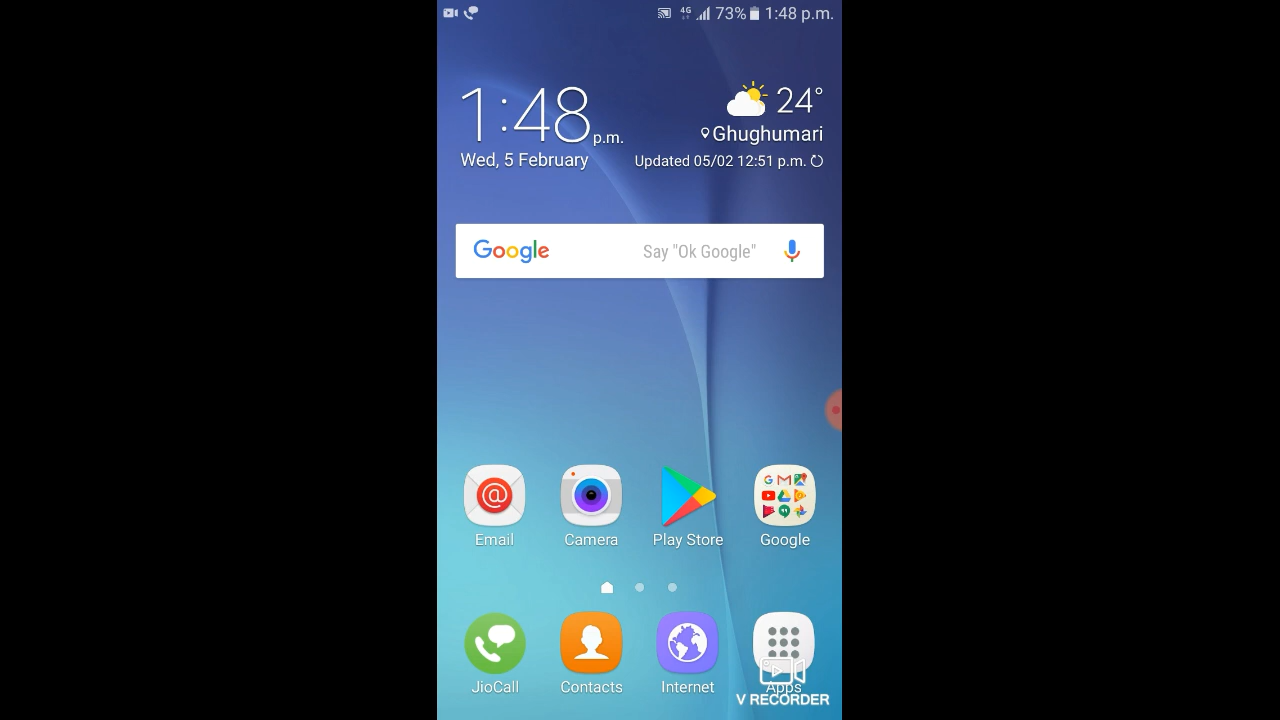 4G 73% 1:48 p.m.
1:48 p.m.
24°
Ghughumari
Wed, 5 February
Updated 05/02 12:51 p.m.
Google Say "Ok Google"
Email Camera Play Store Google
JioCall Contacts Internet Apps
V RECORDER